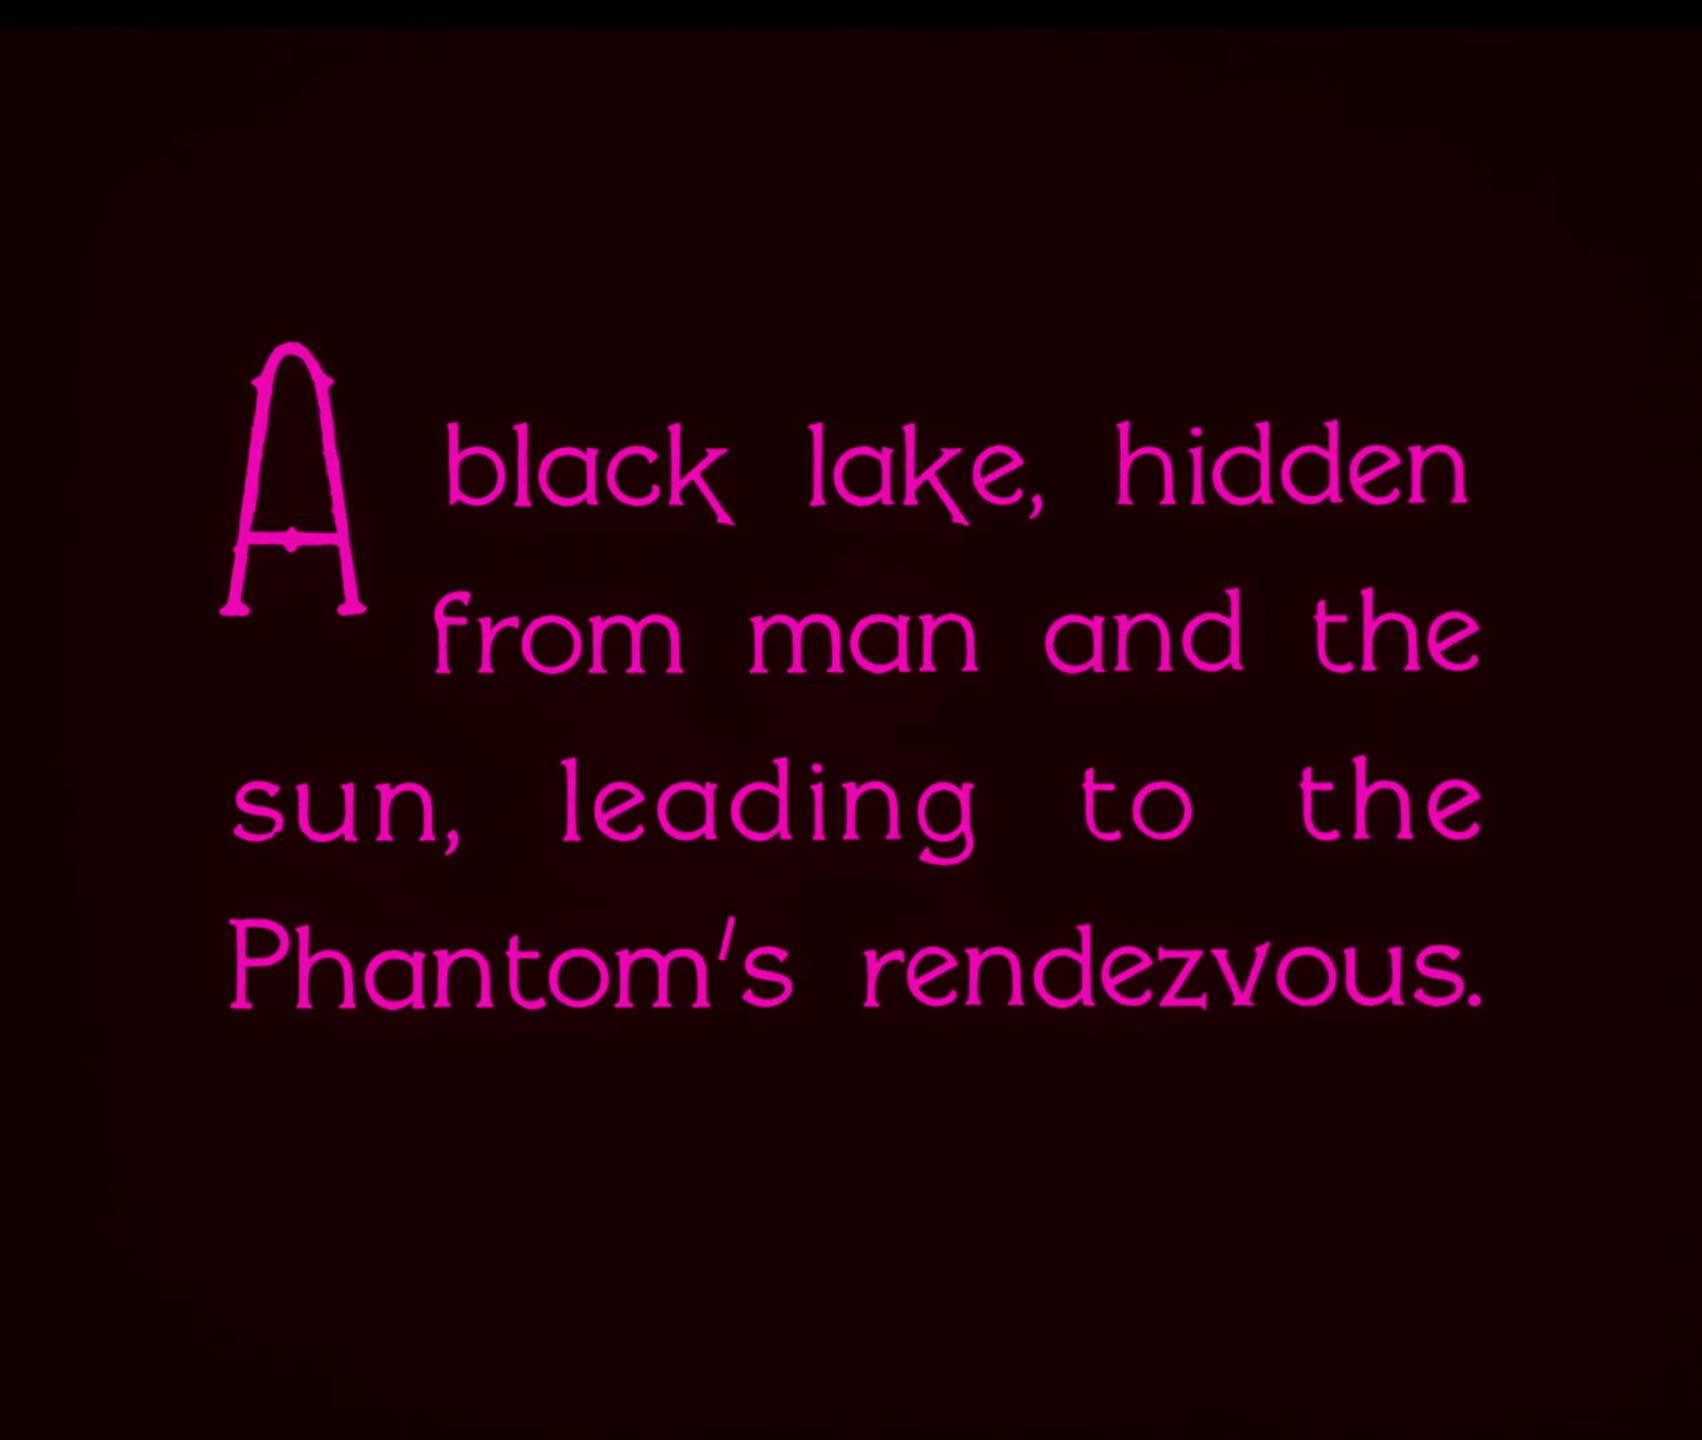 A black lake, hidden
from man and the
sun, leading to the
Phantom's rendezvous.